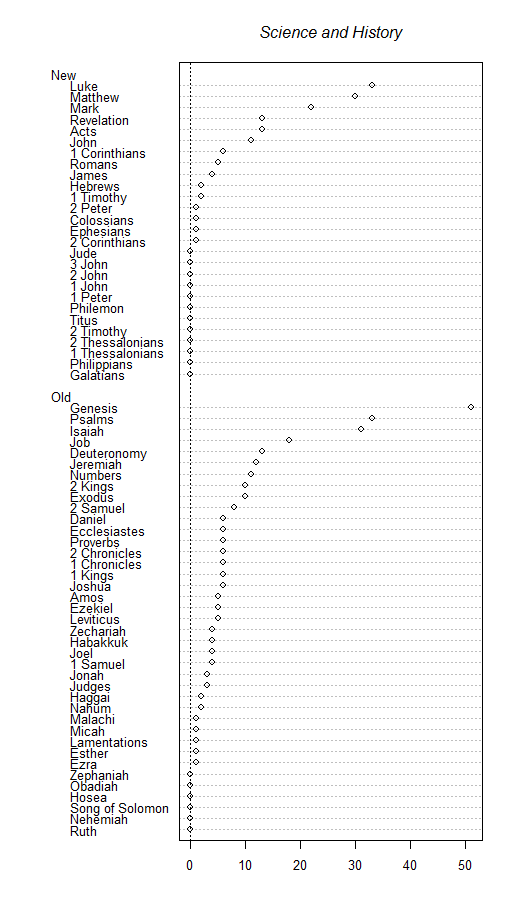 Science and History
New
Luke
Matthew
Mark
Revelation
Acts
John
1 Corinthians
Romans
James
Hebrews
1 Timothy
2 Peter
Colossians
Ephesians
2 Corinthians
Jude
3 John
2 John
1 John
1 Peter
Philemon
Titus
2 Timothy
2 Thessalonians
1 Thessalonians
Philippians
Galatians
Old
Genesis
Psalms
Isaiah
Job
Deuteronomy
Jeremiah
Numbers
2 Kings
Exodus
2 Samuel
Daniel
Ecclesiastes
Proverbs
2 Chronicles
1 Chronicles
1 Kings
Joshua
Amos
Ezekiel
Leviticus
Zechariah
Habakkuk
Joel
1 Samuel
Jonah
Judges
Haggai
Nahum
Malachi
Micah
Lamentations
Esther
Ezra
Zephaniah
Obadiah
Hosea
Song of Solomon
Nehemiah
Ruth
0 10 20 30 40 50